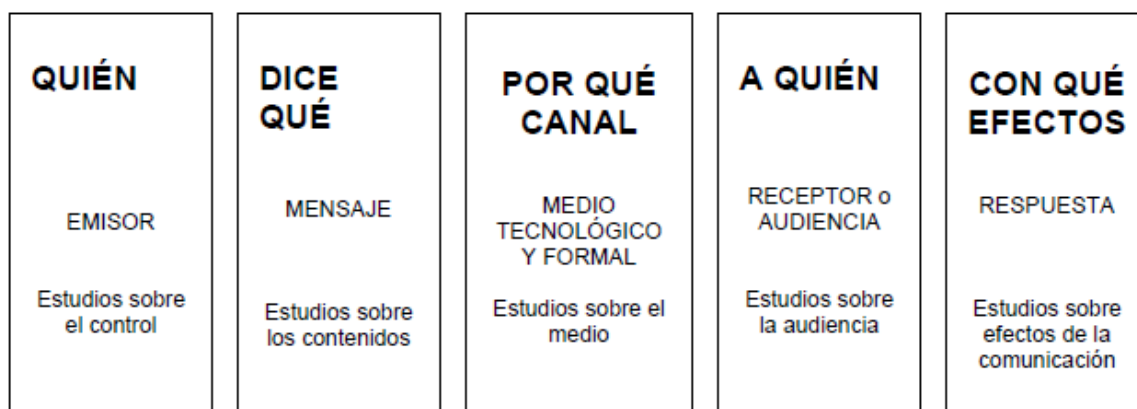 QUIÉN
EMISOR
Estudios sobre
el control
DICE
QUÉ
MENSAJE
Estudios sobre
los contenidos
POR QUÉ
CANAL
MEDIO
TECNOLÓGICO
Y FORMAL
Estudios sobre el
medio
A QUIÉN
RECEPTOR o
AUDIENCIA
Estudios sobre
la audiencia
CON QUÉ
EFECTOS
RESPUESTA
Estudios sobre
efectos de la
comunicación